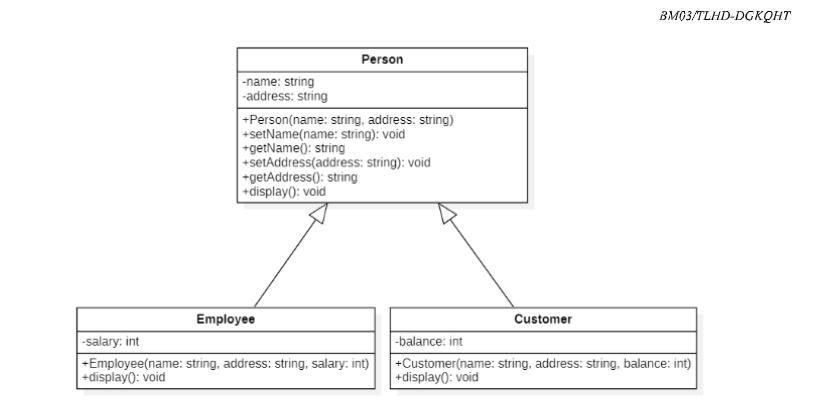 BM03/TLHD-DGKQHT
Person
-name: string
-address: string
+Person(name: string, address: string)
+setName(name: string): void
+getName(): string
+setAddress(address: string): void
+getAddress(): string
+display(): void
Employee
-salary: int
+Employee(name: string, address: string, salary: int)
+display(): void
Customer
-balance: int
+Customer(name: string, address: string, balance: int)
+display(): void